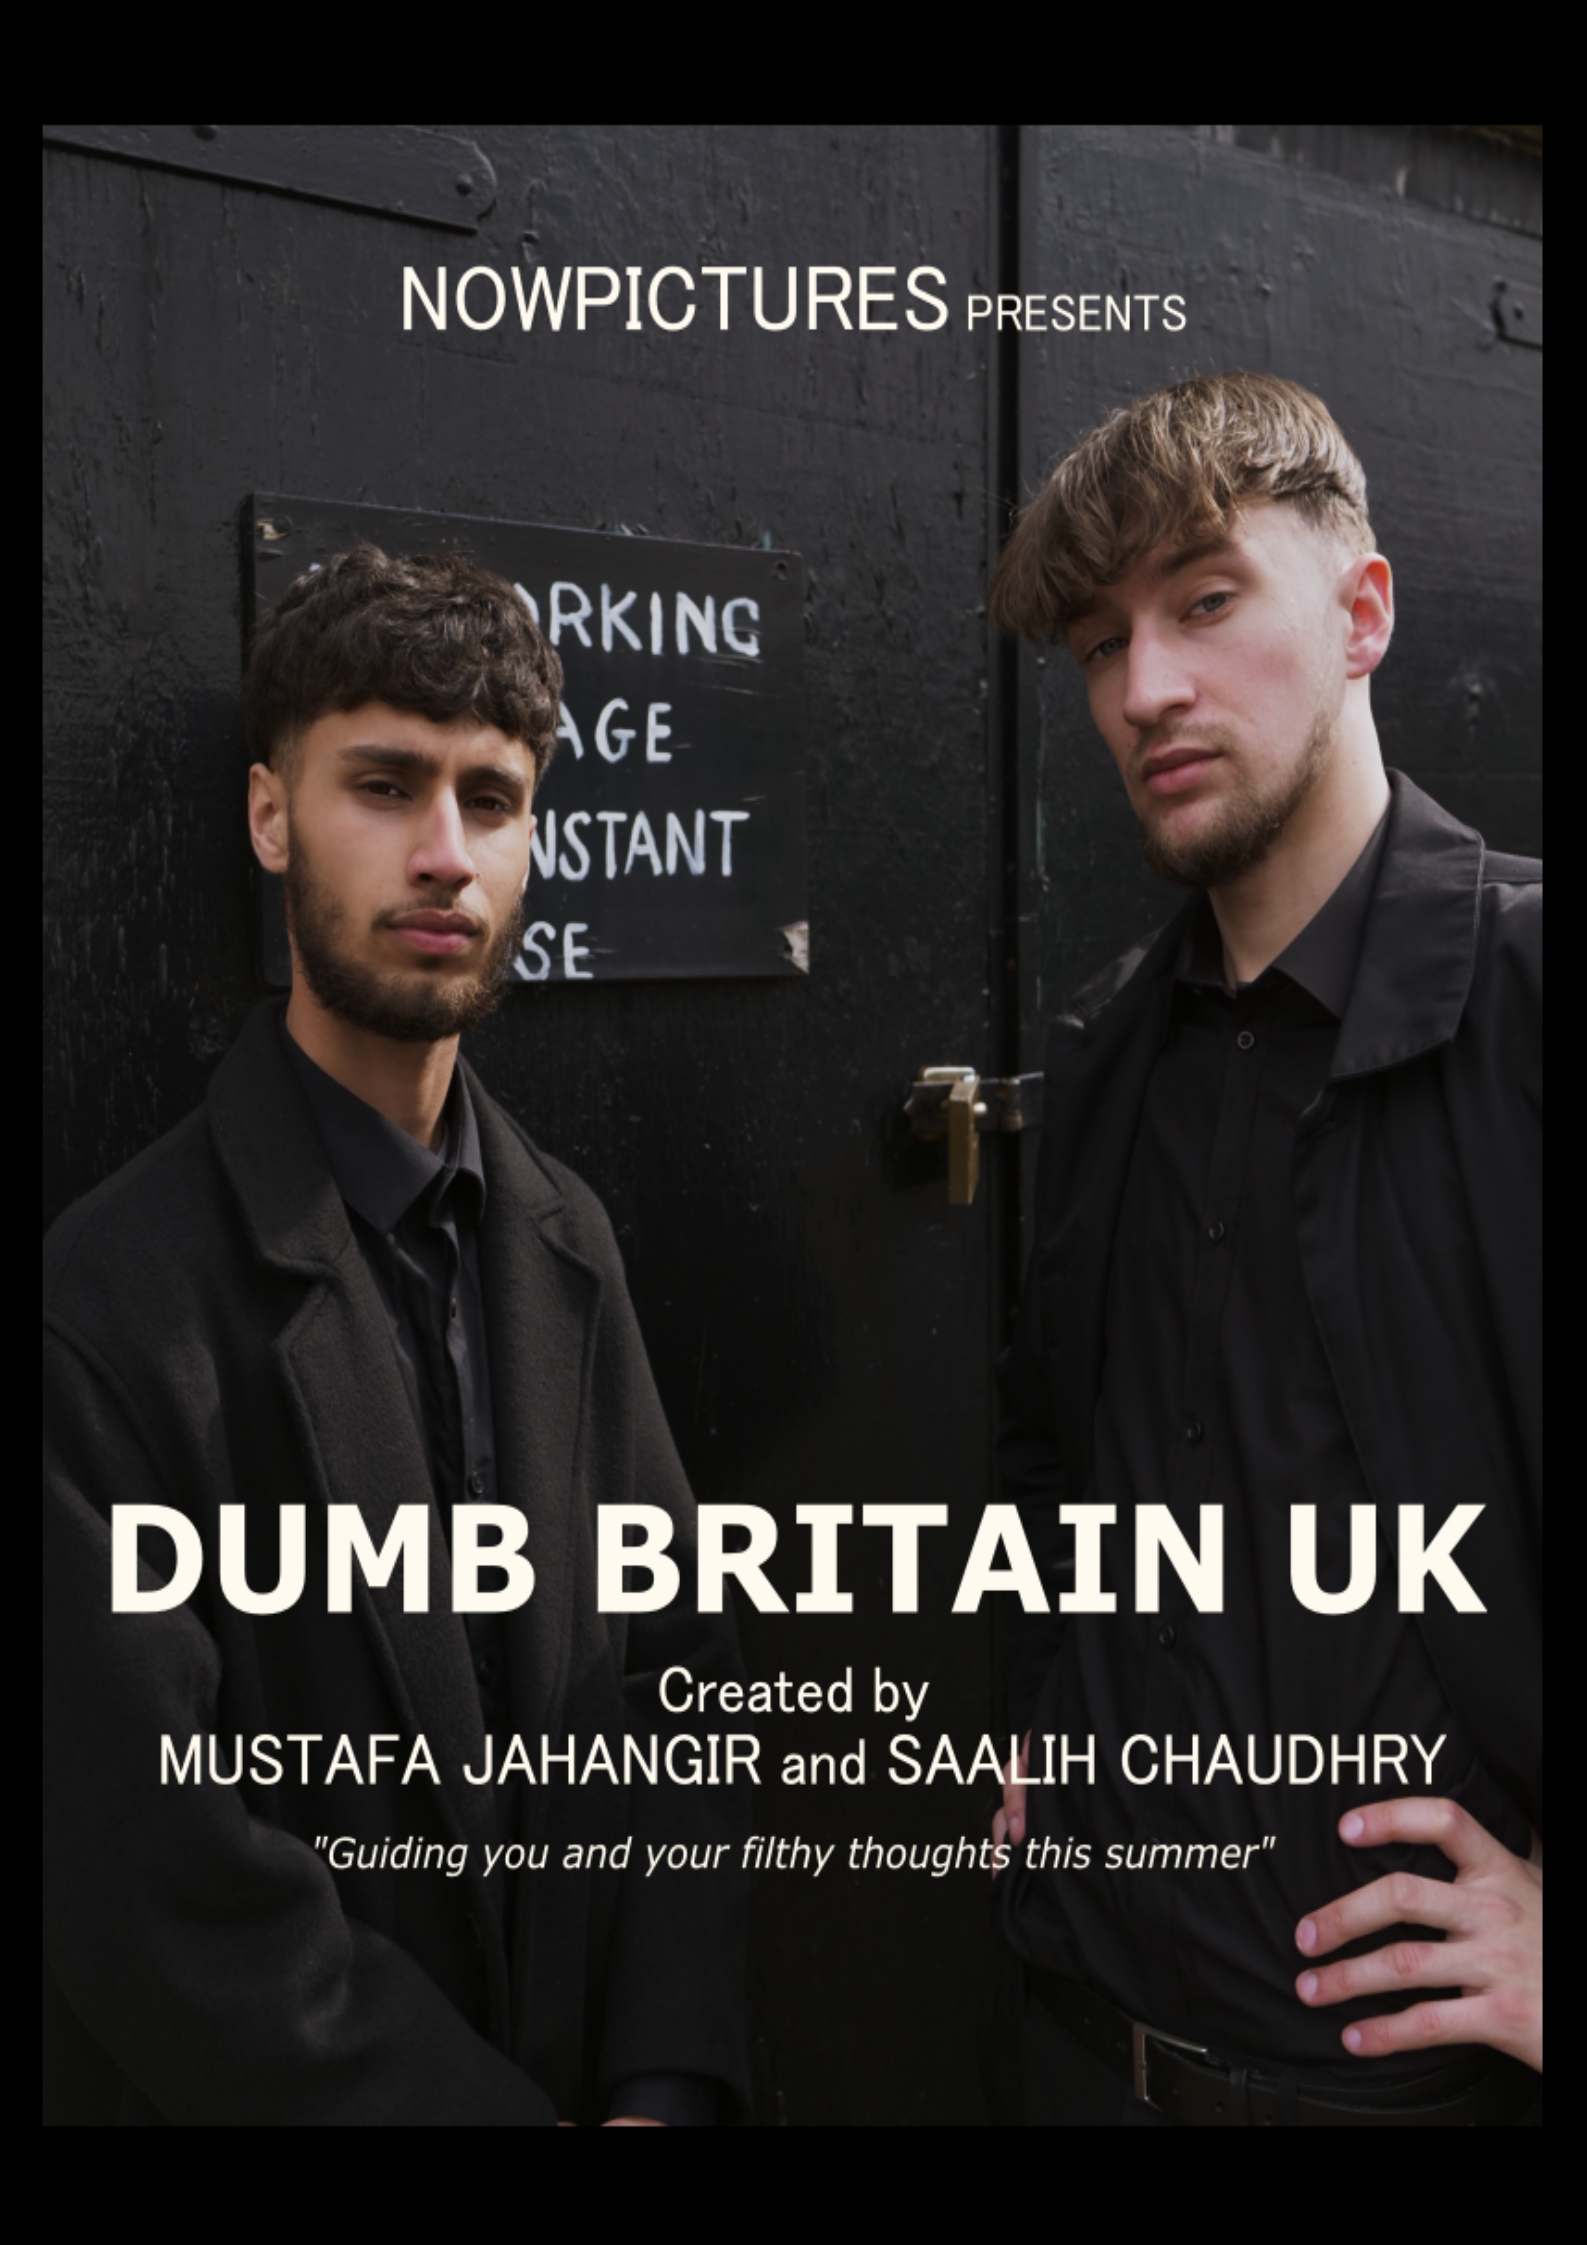 NOWPICTURES PRESENTS
ORKING
AGE
NSTANT
SE
DUMB BRITAIN UK
Created by
MUSTAFA JAHANGIR and SAALIH CHAUDHRY
"Guiding you and your filthy thoughts this summer"